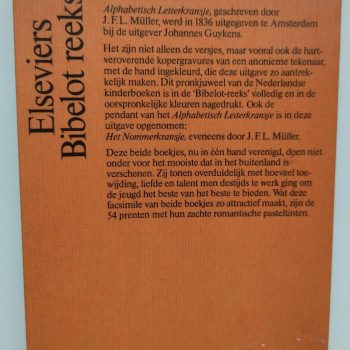 Elseviers
Bibelot reeks
Alphabetisch Letterkransje, geschreven door
J.F.L. Müller, werd in 1836 uitgegeven te Amsterdam
bij de uitgever Johannes Guykens.
Het zijn niet alleen de versjes, maar vooral ook de hart-
veroverende kopergravures van een anonieme tekenaar,
met de hand ingekleurd, die deze uitgave zo aantrek-
kelijk maken. Dit pronkjuweel van de Nederlandse
kinderboeken is in de ‘Bibelot-reeks’ volledig en in de
oorspronkelijke kleuren nagedrukt. Ook de
pendant van het Alphabetisch Letterkransje is in deze
uitgave opgenomen:
Het Nommerkransje, eveneens door J.F.L. Müller.
Deze beide boekjes, nu in één band verenigd, doen niet
onder voor het mooiste dat in het buitenland is
verschenen. Zij tonen overduidelijk met hoeveel toe-
wijding, liefde en talent men destijds te werk ging om
de jeugd het beste van het beste te bieden. Wat deze
facsimile van beide boekjes zo attractief maakt, zijn de
54 prenten met hun zachte romantische pasteltinten.